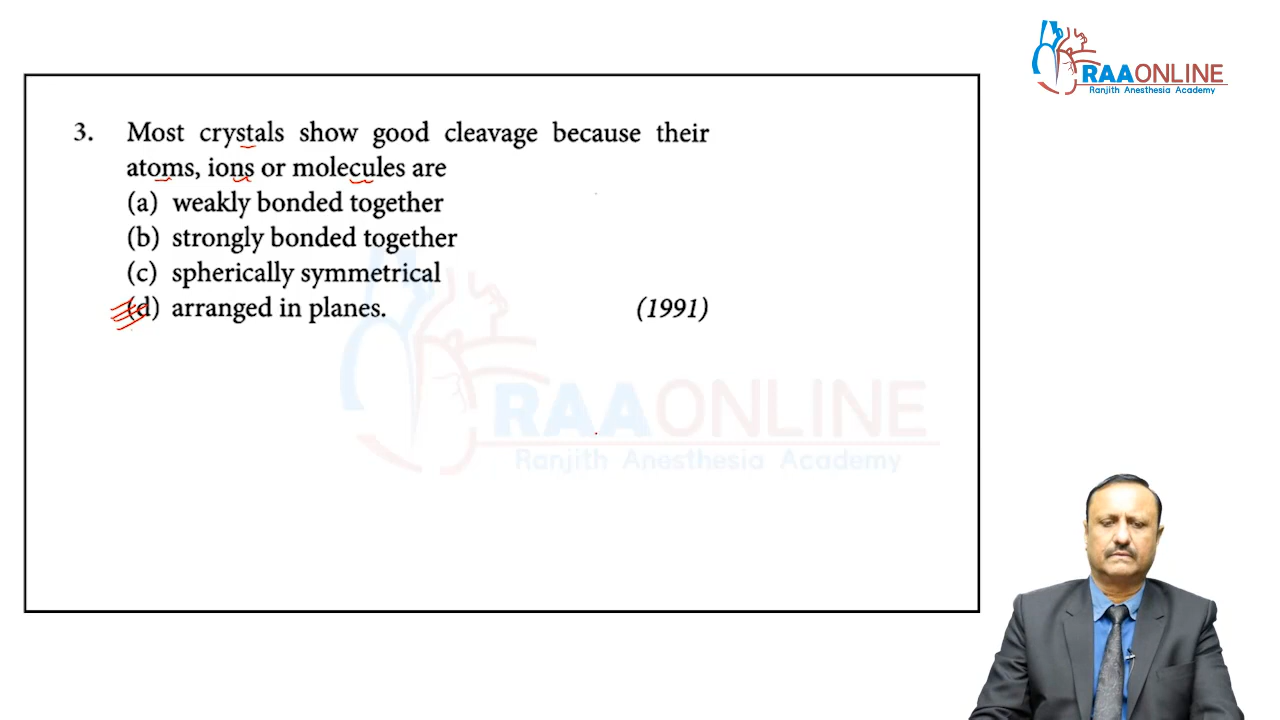 RAAONLINE
Ranjith Anesthesia Academy
3. Most crystals show good cleavage because their
atoms, ions or molecules are
(a) weakly bonded together
(b) strongly bonded together
(c) spherically symmetrical
(d) arranged in planes. (1991)
RAAONLINE
Ranjith Anesthesia Academy